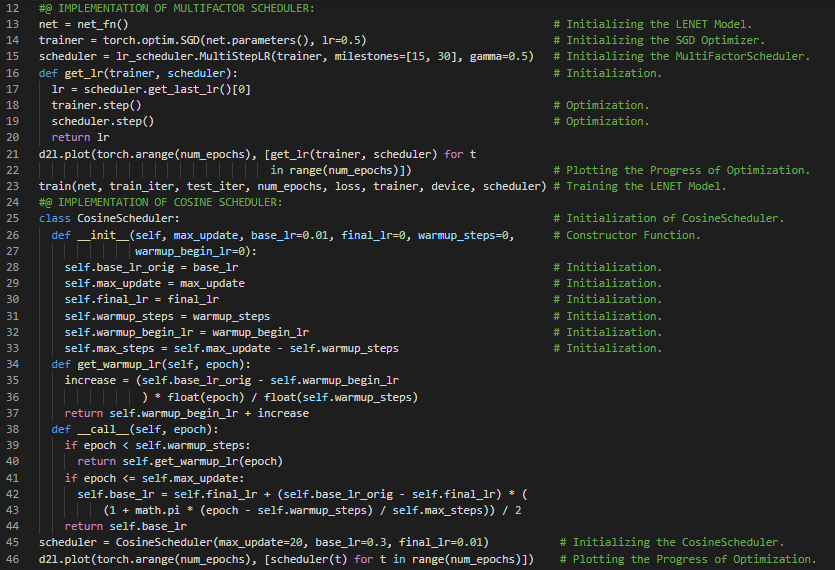 12 #@ IMPLEMENTATION OF MULTIFACTOR SCHEDULER:
13 net = net_fn() # Initializing the LENET Model.
14 trainer = torch.optim.SGD(net.parameters(), lr=0.5) # Initializing the SGD Optimizer.
15 scheduler = lr_scheduler.MultiStepLR(trainer, milestones=[15, 30], gamma=0.5) # Initializing the MultiFactorScheduler.
16 def get_lr(trainer, scheduler): # Initialization.
17 lr = scheduler.get_last_lr()[0]
18 trainer.step() # Optimization.
19 scheduler.step() # Optimization.
20 return lr
21 d2l.plot(torch.arange(num_epochs), [get_lr(trainer, scheduler) for t
22 in range(num_epochs)]) # Plotting the Progress of Optimization.
23 train(net, train_iter, test_iter, num_epochs, loss, trainer, device, scheduler) # Training the LENET Model.
24 #@ IMPLEMENTATION OF COSINE SCHEDULER:
25 class CosineScheduler: # Initialization of CosineScheduler.
26 def __init__(self, max_update, base_lr=0.01, final_lr=0, warmup_steps=0, # Constructor Function.
27 warmup_begin_lr=0):
28 self.base_lr_orig = base_lr # Initialization.
29 self.max_update = max_update # Initialization.
30 self.final_lr = final_lr # Initialization.
31 self.warmup_steps = warmup_steps # Initialization.
32 self.warmup_begin_lr = warmup_begin_lr # Initialization.
33 self.max_steps = self.max_update - self.warmup_steps # Initialization.
34 def get_warmup_lr(self, epoch):
35 increase = (self.base_lr_orig - self.warmup_begin_lr
36 ) * float(epoch) / float(self.warmup_steps)
37 return self.warmup_begin_lr + increase
38 def __call__(self, epoch):
39 if epoch < self.warmup_steps:
40 return self.get_warmup_lr(epoch)
41 if epoch <= self.max_update:
42 self.base_lr = self.final_lr + (self.base_lr_orig - self.final_lr) * (
43 (1 + math.pi * (epoch - self.warmup_steps) / self.max_steps)) / 2
44 return self.base_lr
45 scheduler = CosineScheduler(max_update=20, base_lr=0.3, final_lr=0.01) # Initializing the CosineScheduler.
46 d2l.plot(torch.arange(num_epochs), [scheduler(t) for t in range(num_epochs)]) # Plotting the Progress of Optimization.